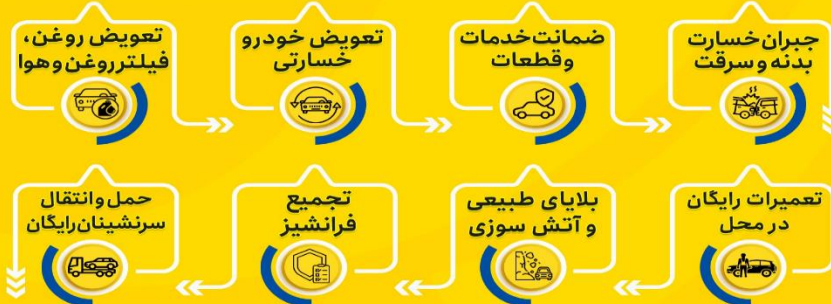 جبران خسارت
بدنه و سرقت
ضمانت خدمات
و قطعات
تعویض خودرو
خسارتی
تعویض روغن،
فیلتر روغن و هوا
تعمیرات رایگان
در محل
بلایای طبیعی
و آتش سوزی
تجمیع
فرانشیز
حمل و انتقال
سرنشینان رایگان